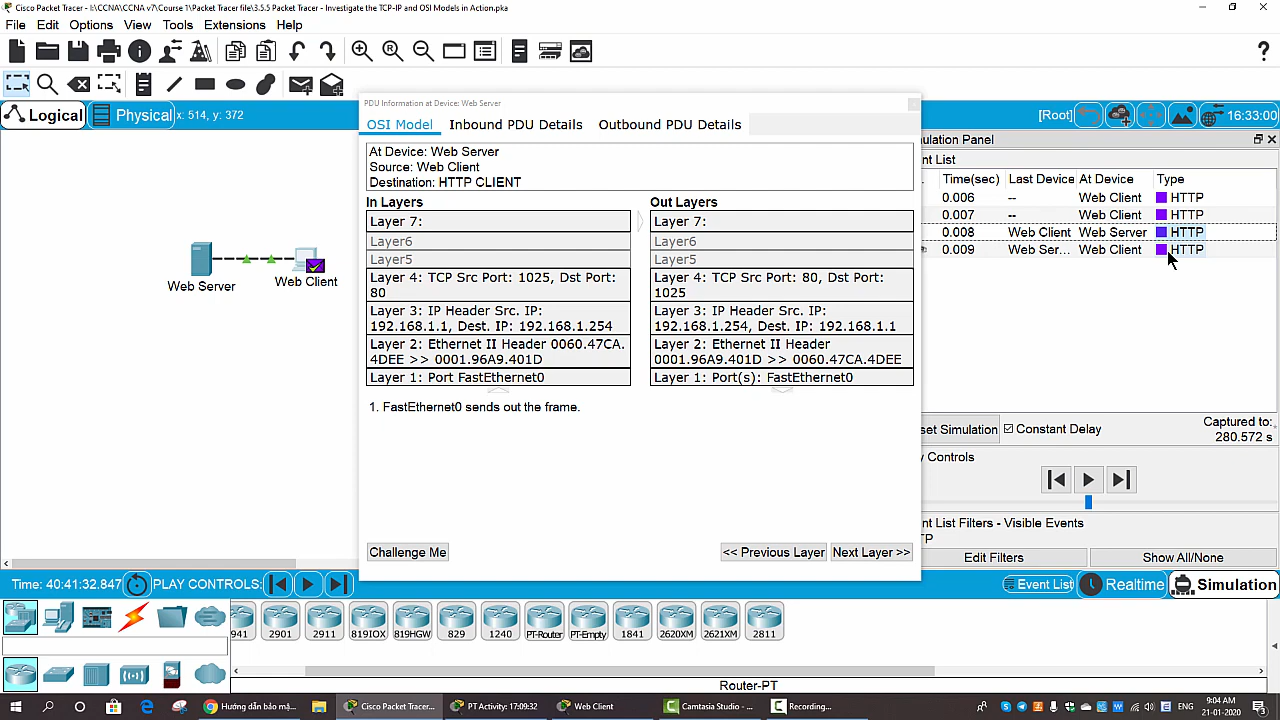 Cisco Packet Tracer - I:\CCNA\CCNA v7\Course 1\Packet Tracer file\3.5.5 Packet Tracer - Investigate the TCP-IP and OSI Models in Action.pka
File Edit Options View Tools Extensions Help
Logical Physical x: 514, y: 372 [Root] 16:33:00
PDU Information at Device: Web Server
OSI Model Inbound PDU Details Outbound PDU Details
At Device: Web Server
Source: Web Client
Destination: HTTP CLIENT
In Layers Out Layers
Layer 7: Layer 7:
Layer6 Layer6
Layer5 Layer5
Layer 4: TCP Src Port: 1025, Dst Port:
80
Layer 4: TCP Src Port: 80, Dst Port:
1025
Layer 3: IP Header Src. IP:
192.168.1.1, Dest. IP: 192.168.1.254
Layer 3: IP Header Src. IP:
192.168.1.254, Dest. IP: 192.168.1.1
Layer 2: Ethernet II Header 0060.47CA.
4DEE >> 0001.96A9.401D
Layer 2: Ethernet II Header
0001.96A9.401D >> 0060.47CA.4DEE
Layer 1: Port FastEthernet0 Layer 1: Port(s): FastEthernet0
1. FastEthernet0 sends out the frame.
Challenge Me << Previous Layer Next Layer >>
Web Server Web Client
ulation Panel
nt List
Time(sec) Last Device At Device Type
0.006 -- Web Client HTTP
0.007 -- Web Client HTTP
0.008 Web Client Web Server HTTP
0.009 Web Ser... Web Client HTTP
set Simulation Constant Delay Captured to:
280.572 s
y Controls
nt List Filters - Visible Events
P
Edit Filters Show All/None
Time: 40:41:32.847 PLAY CONTROLS: Event List Realtime Simulation
941 2901 2911 819IOX 819HGW 829 1240 PT-Router PT-Empty 1841 2620XM 2621XM 2811
Router-PT
Hướng dẫn bảo mậ... Cisco Packet Tracer... PT Activity: 17:09:32 Web Client Camtasia Studio - ... Recording... 9:04 AM
21-01-2020